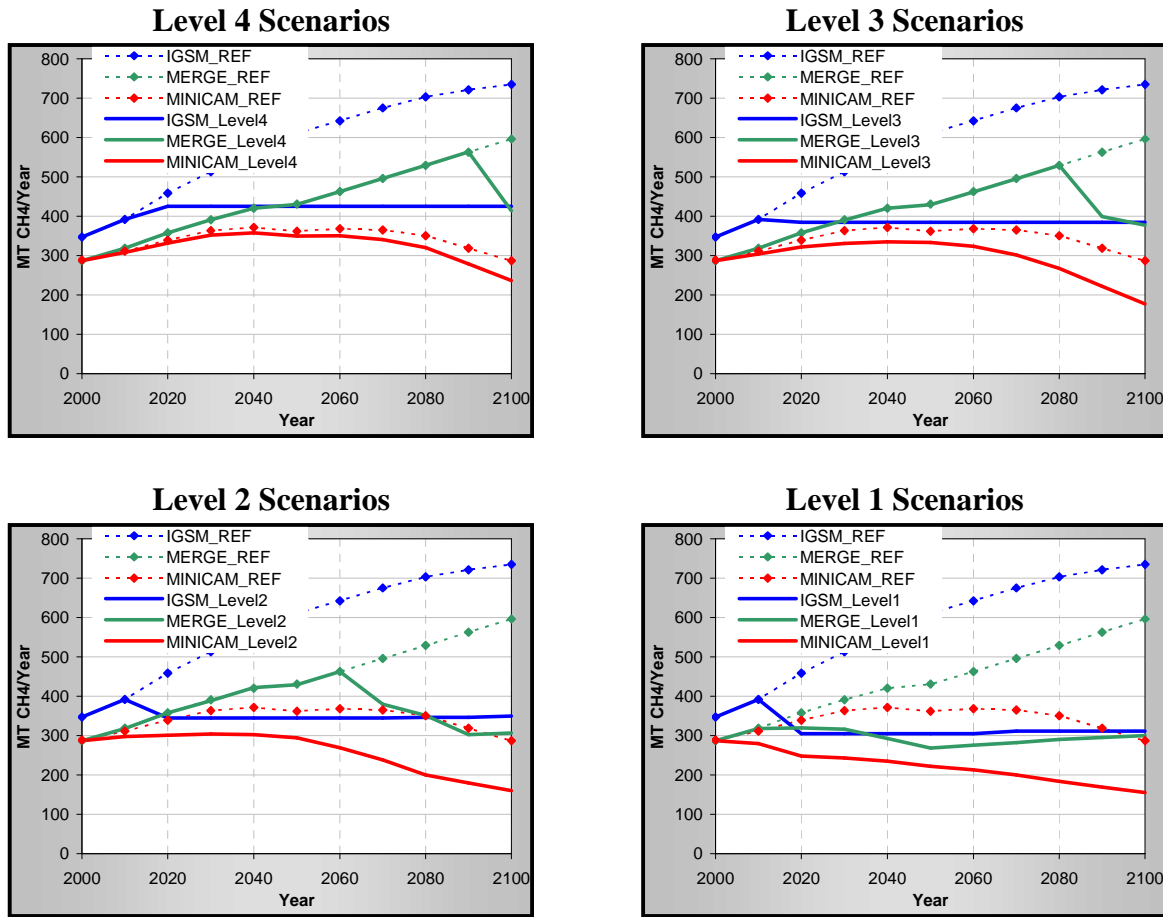 Level 4 Scenarios
800
700
600
500
400
300
200
100
0
MT CH4/Year
IGSM_REF
MERGE_REF
MINICAM_REF
IGSM_Level4
MERGE_Level4
MINICAM_Level4
2000 2020 2040 2060 2080 2100
Year
Level 3 Scenarios
800
700
600
500
400
300
200
100
0
MT CH4/Year
IGSM_REF
MERGE_REF
MINICAM_REF
IGSM_Level3
MERGE_Level3
MINICAM_Level3
2000 2020 2040 2060 2080 2100
Year
Level 2 Scenarios
800
700
600
500
400
300
200
100
0
MT CH4/Year
IGSM_REF
MERGE_REF
MINICAM_REF
IGSM_Level2
MERGE_Level2
MINICAM_Level2
2000 2020 2040 2060 2080 2100
Year
Level 1 Scenarios
800
700
600
500
400
300
200
100
0
MT CH4/Year
IGSM_REF
MERGE_REF
MINICAM_REF
IGSM_Level1
MERGE_Level1
MINICAM_Level1
2000 2020 2040 2060 2080 2100
Year